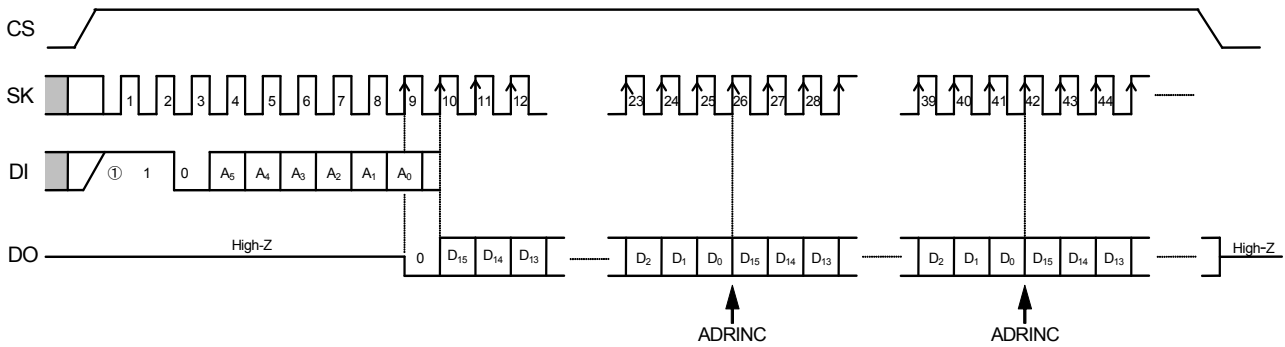 CS
SK 1 2 3 4 5 6 7 8 9 10 11 12 23 24 25 26 27 28 39 40 41 42 43 44
DI ① 1 0 A₅ A₄ A₃ A₂ A₁ A₀
DO High-Z 0 D₁₅ D₁₄ D₁₃ D₂ D₁ D₀ D₁₅ D₁₄ D₁₃ D₂ D₁ D₀ D₁₅ D₁₄ D₁₃ High-Z
ADRINC ADRINC